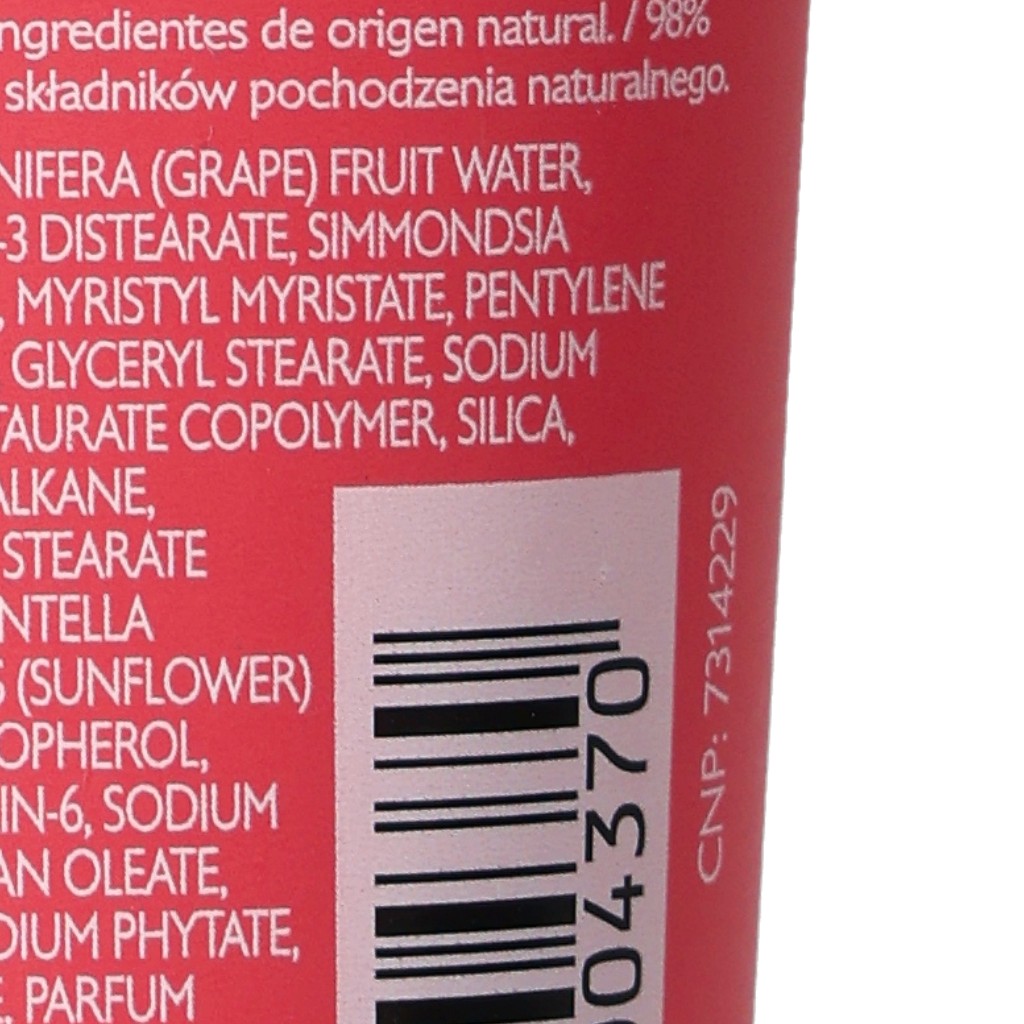 ngredientes de origen natural. / 98%
składników pochodzenia naturalnego.
NIFERA (GRAPE) FRUIT WATER,
-3 DISTEARATE, SIMMONDSIA
, MYRISTYL MYRISTATE, PENTYLENE
GLYCERYL STEARATE, SODIUM
TAURATE COPOLYMER, SILICA,
ALKANE,
STEARATE
NTELLA
S (SUNFLOWER)
OPHEROL,
IN-6, SODIUM
AN OLEATE,
DIUM PHYTATE,
E, PARFUM
04370
CNP: 7314229